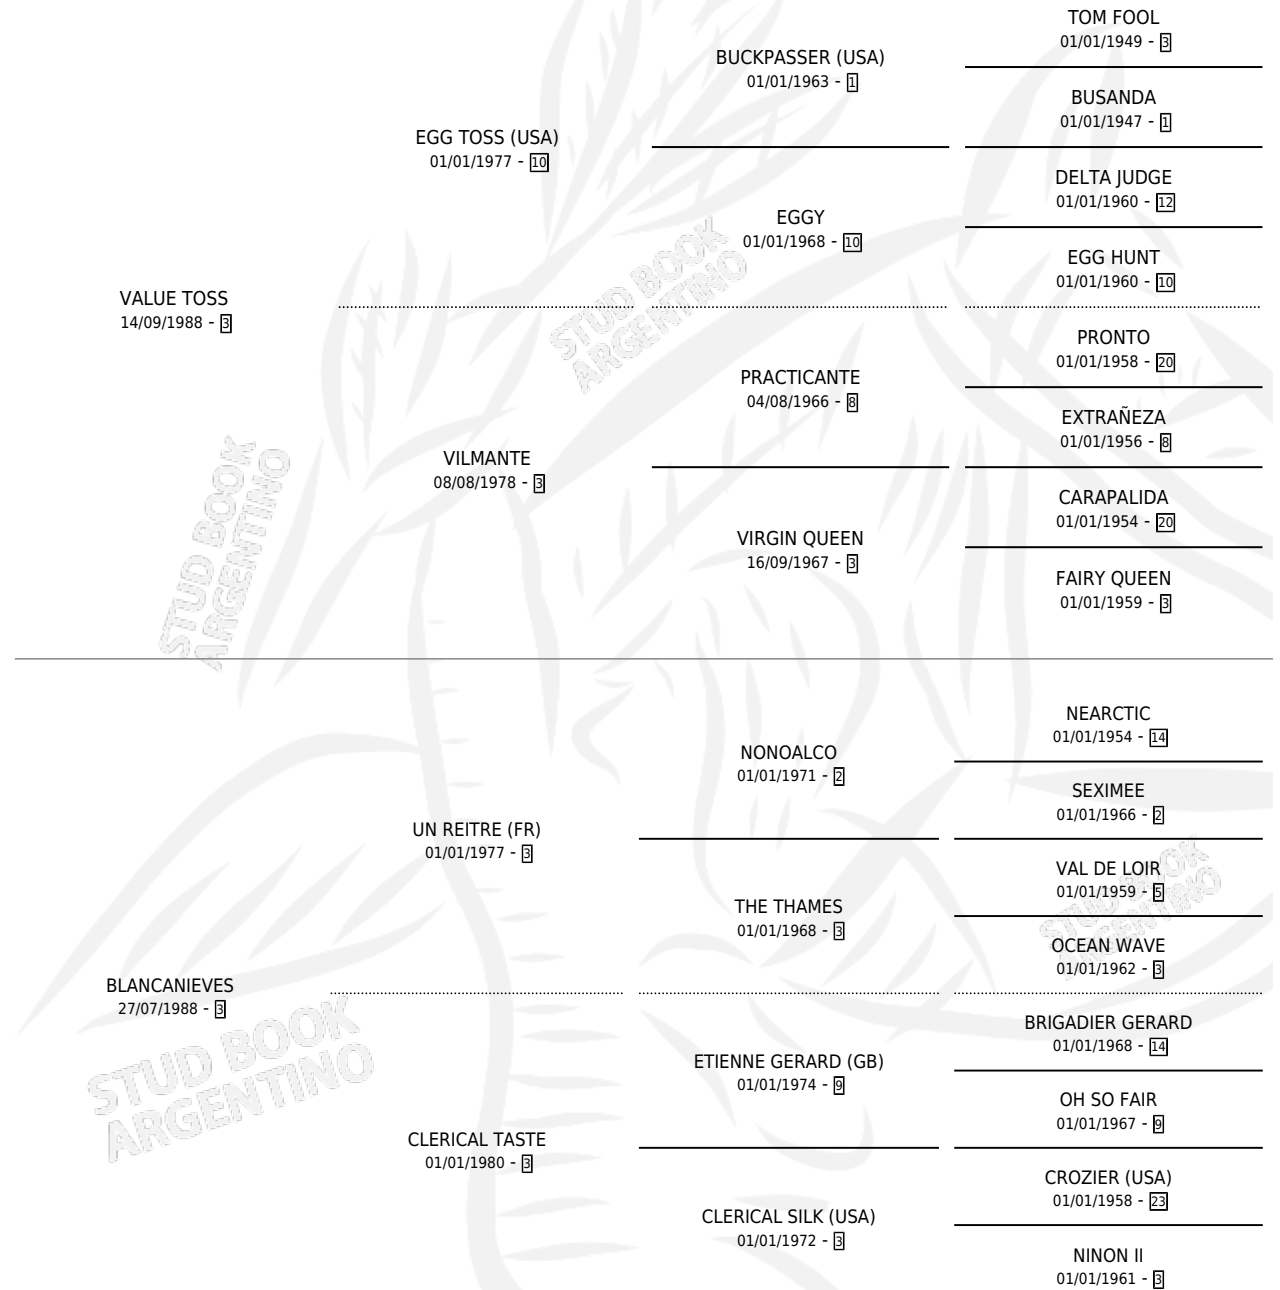 TOM FOOL
01/01/1949 - 3
BUCKPASSER (USA)
01/01/1963 - 1
BUSANDA
01/01/1947 - 1
EGG TOSS (USA)
01/01/1977 - 10
DELTA JUDGE
01/01/1960 - 12
EGGY
01/01/1968 - 10
EGG HUNT
01/01/1960 - 10
VALUE TOSS
14/09/1988 - 3
STUD BOOK
ARGENTINO
PRONTO
01/01/1958 - 20
PRACTICANTE
04/08/1966 - 8
EXTRAÑEZA
01/01/1956 - 8
VILMANTE
08/08/1978 - 3
CARAPALIDA
01/01/1954 - 20
VIRGIN QUEEN
16/09/1967 - 3
FAIRY QUEEN
01/01/1959 - 3
STUD BOOK
ARGENTINO
NEARCTIC
01/01/1954 - 14
NONOALCO
01/01/1971 - 2
SEXIMEE
01/01/1966 - 2
UN REITRE (FR)
01/01/1977 - 3
VAL DE LOIR
01/01/1959 - 5
THE THAMES
01/01/1968 - 3
STUD BOOK
ARGENTINO
OCEAN WAVE
01/01/1962 - 3
BLANCANIEVES
27/07/1988 - 3
BRIGADIER GERARD
01/01/1968 - 14
ETIENNE GERARD (GB)
01/01/1974 - 9
OH SO FAIR
01/01/1967 - 9
STUD BOOK
ARGENTINO
CLERICAL TASTE
01/01/1980 - 3
CROZIER (USA)
01/01/1958 - 23
CLERICAL SILK (USA)
01/01/1972 - 3
NINON II
01/01/1961 - 3